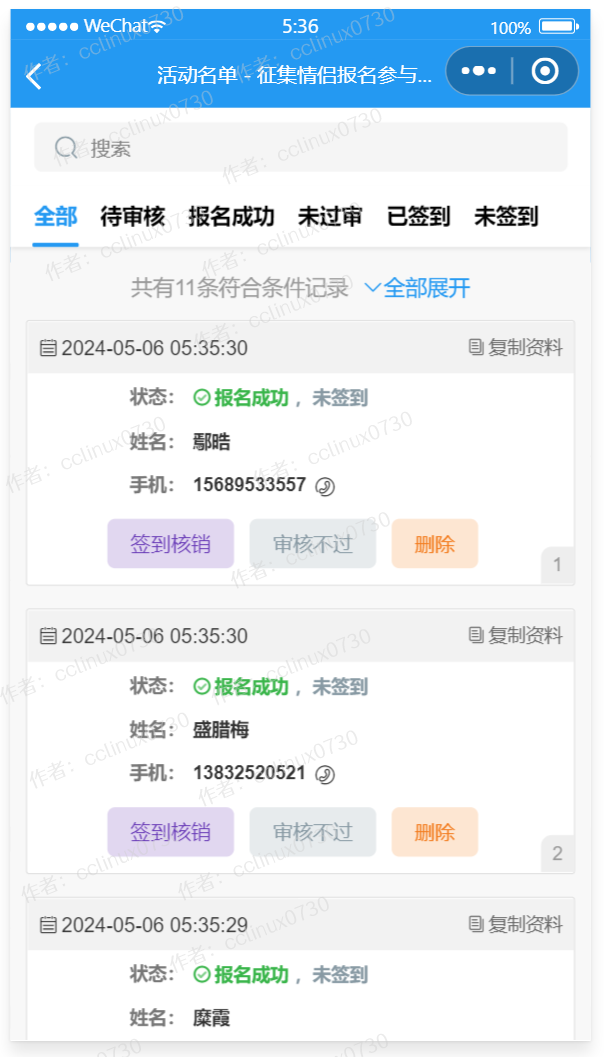 WeChat 5:36 100%
活动名单 - 征集情侣报名参与...
搜索
全部 待审核 报名成功 未过审 已签到 未签到
共有11条符合条件记录 全部展开
2024-05-06 05:35:30 复制资料
状态： 报名成功 ，未签到
姓名： 鄢皓
手机： 15689533557
签到核销 审核不过 删除
1
2024-05-06 05:35:30 复制资料
状态： 报名成功 ，未签到
姓名： 盛腊梅
手机： 13832520521
签到核销 审核不过 删除
2
2024-05-06 05:35:29 复制资料
状态： 报名成功 ，未签到
姓名： 糜霞
作者：cclinux0730